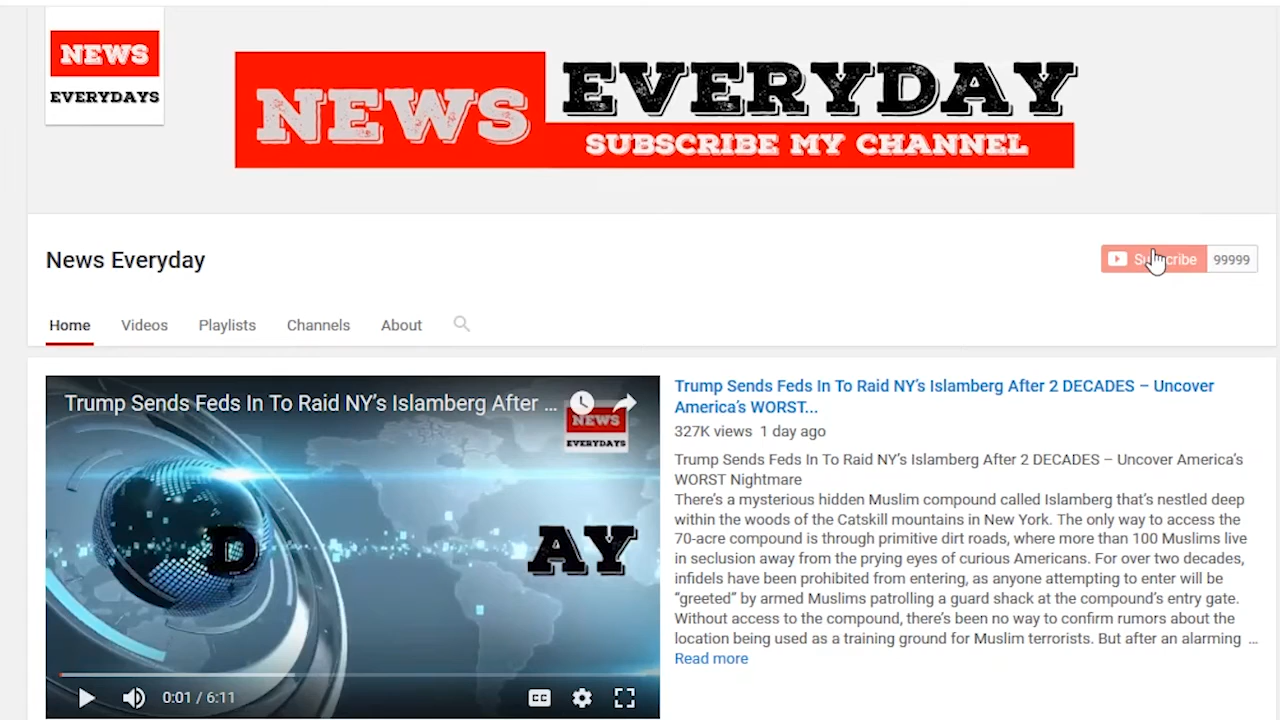 NEWS
EVERYDAYS
NEWS
EVERYDAY
SUBSCRIBE MY CHANNEL
News Everyday
Subscribe 99999
Home Videos Playlists Channels About
Trump Sends Feds In To Raid NY's Islamberg After ...
NEWS
EVERYDAYS
D AY
0:01 / 6:11
CC
Trump Sends Feds In To Raid NY's Islamberg After 2 DECADES – Uncover
America's WORST...
327K views 1 day ago
Trump Sends Feds In To Raid NY's Islamberg After 2 DECADES – Uncover America's
WORST Nightmare
There's a mysterious hidden Muslim compound called Islamberg that's nestled deep
within the woods of the Catskill mountains in New York. The only way to access the
70-acre compound is through primitive dirt roads, where more than 100 Muslims live
in seclusion away from the prying eyes of curious Americans. For over two decades,
infidels have been prohibited from entering, as anyone attempting to enter will be
“greeted” by armed Muslims patrolling a guard shack at the compound's entry gate.
Without access to the compound, there's been no way to confirm rumors about the
location being used as a training ground for Muslim terrorists. But after an alarming ...
Read more